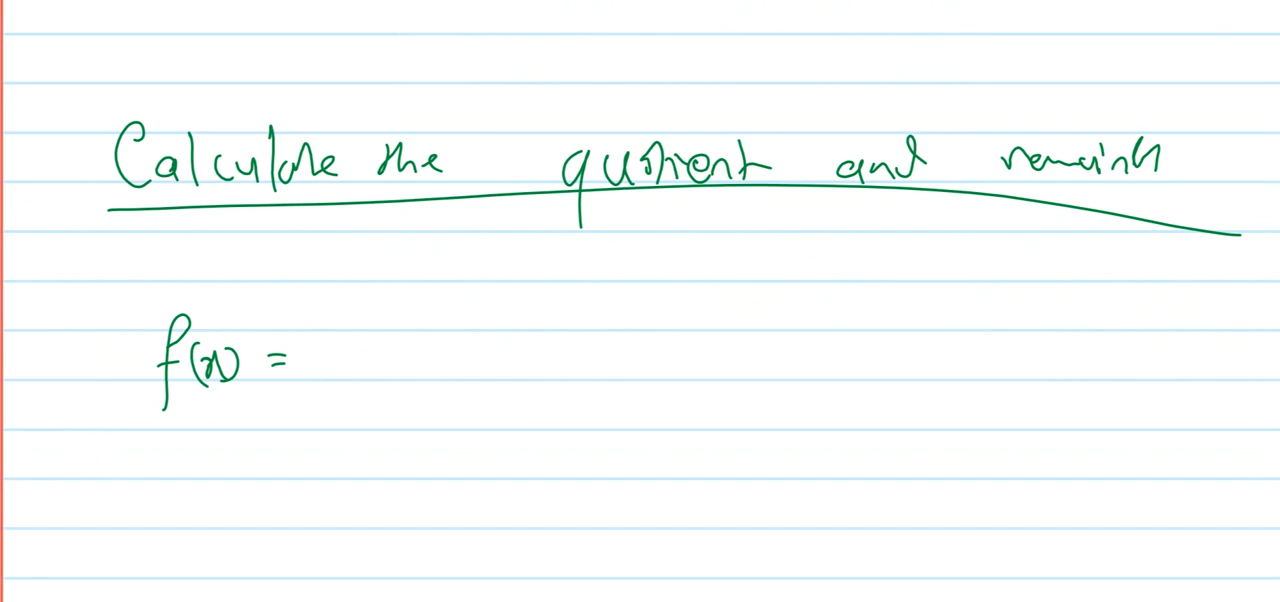 Calculate the quotient and remainder
f(x) =